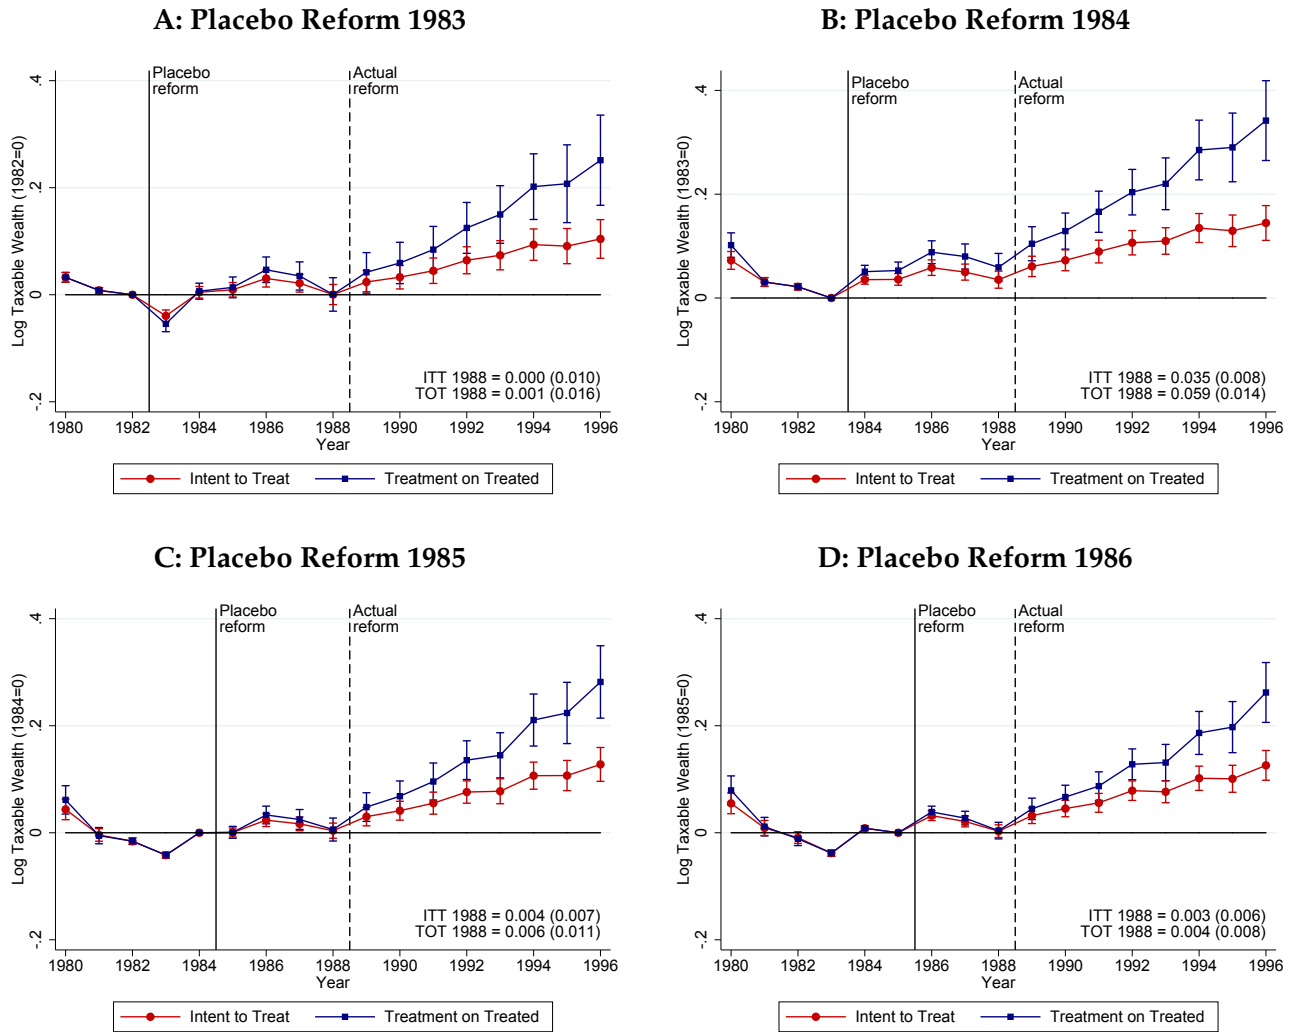 A: Placebo Reform 1983
Log Taxable Wealth (1982=0)
.4
.2
0
-.2
Placebo
reform
Actual
reform
ITT 1988 = 0.000 (0.010)
TOT 1988 = 0.001 (0.016)
1980 1982 1984 1986 1988 1990 1992 1994 1996
Year
Intent to Treat Treatment on Treated
B: Placebo Reform 1984
Log Taxable Wealth (1983=0)
.4
.2
0
-.2
Placebo
reform
Actual
reform
ITT 1988 = 0.035 (0.008)
TOT 1988 = 0.059 (0.014)
1980 1982 1984 1986 1988 1990 1992 1994 1996
Year
Intent to Treat Treatment on Treated
C: Placebo Reform 1985
Log Taxable Wealth (1984=0)
.4
.2
0
-.2
Placebo
reform
Actual
reform
ITT 1988 = 0.004 (0.007)
TOT 1988 = 0.006 (0.011)
1980 1982 1984 1986 1988 1990 1992 1994 1996
Year
Intent to Treat Treatment on Treated
D: Placebo Reform 1986
Log Taxable Wealth (1985=0)
.4
.2
0
-.2
Placebo
reform
Actual
reform
ITT 1988 = 0.003 (0.006)
TOT 1988 = 0.004 (0.008)
1980 1982 1984 1986 1988 1990 1992 1994 1996
Year
Intent to Treat Treatment on Treated